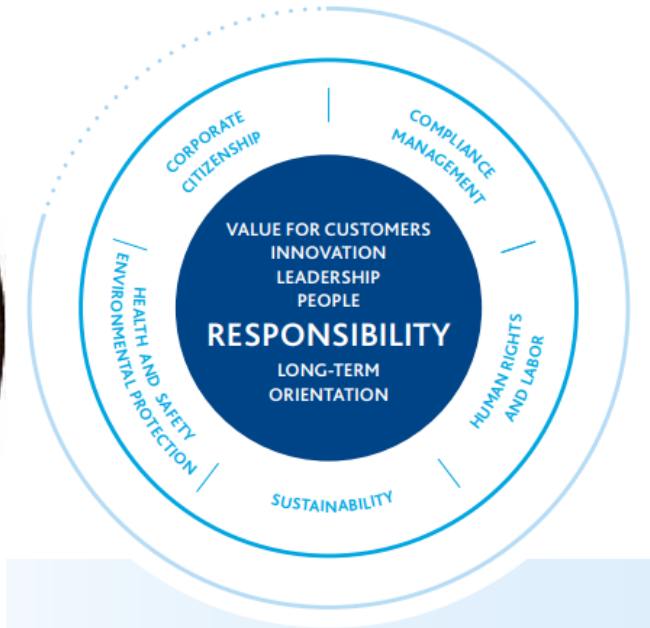 CORPORATE
CITIZENSHIP
COMPLIANCE
MANAGEMENT
VALUE FOR CUSTOMERS
INNOVATION
LEADERSHIP
PEOPLE
RESPONSIBILITY
LONG-TERM
ORIENTATION
HEALTH AND SAFETY
ENVIRONMENTAL PROTECTION
HUMAN RIGHTS
AND LABOR
SUSTAINABILITY